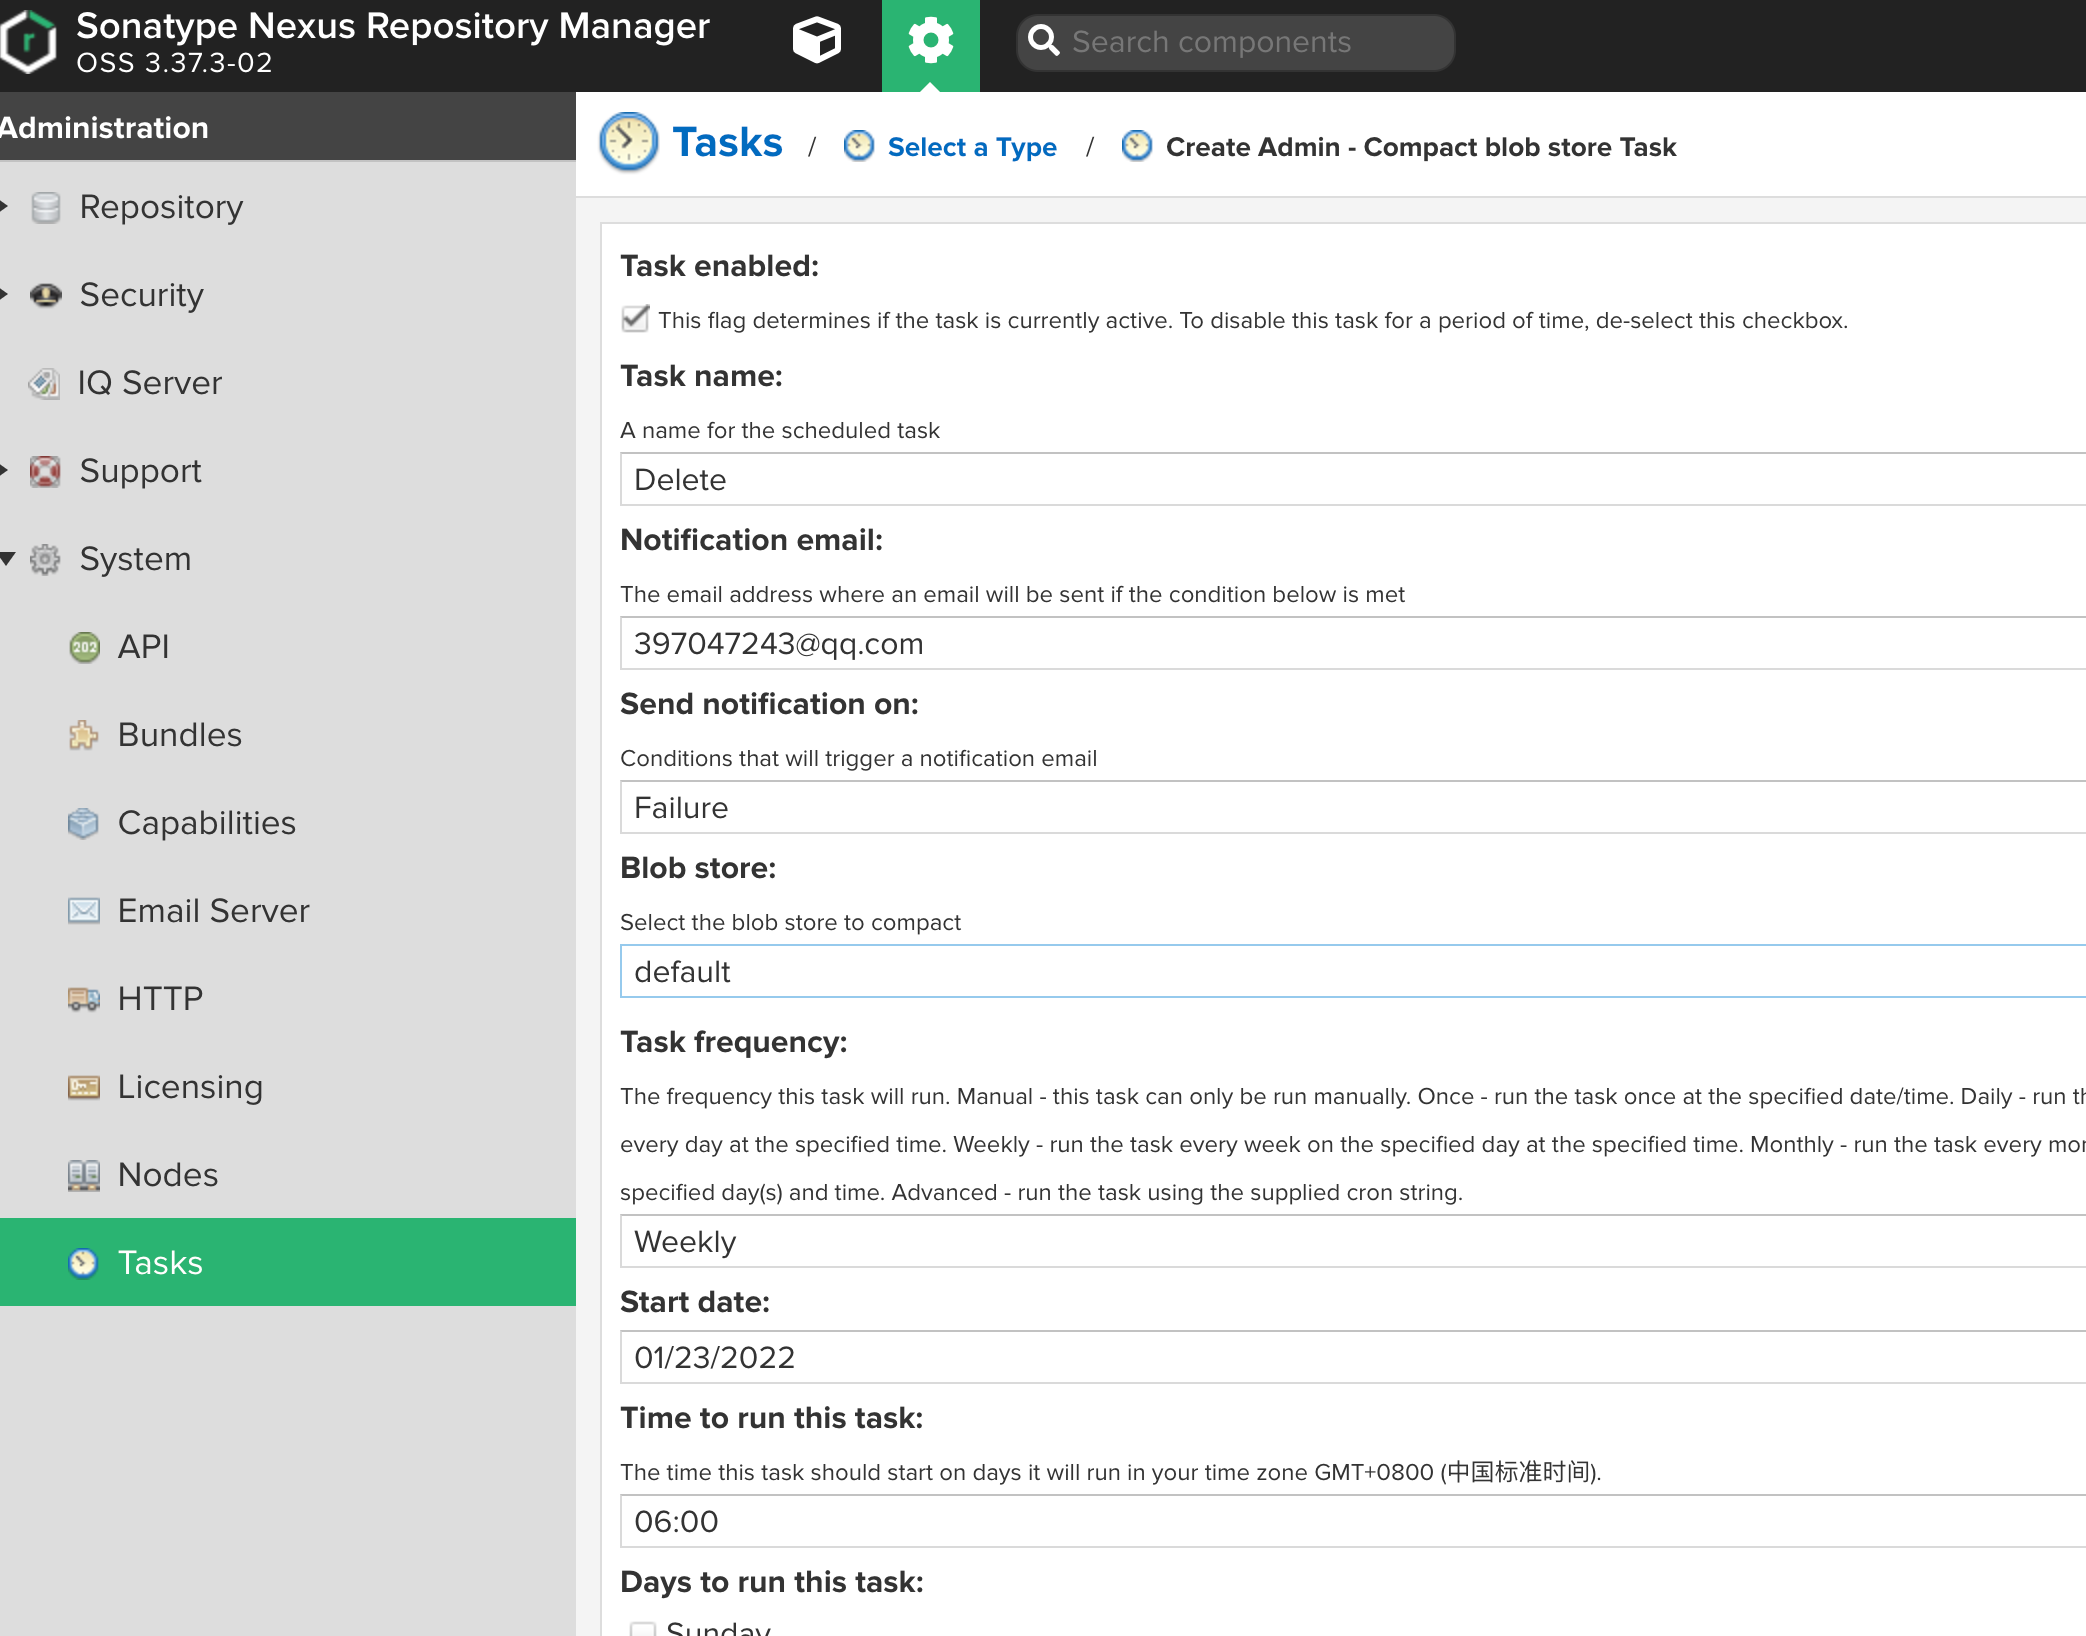 Sonatype Nexus Repository Manager
OSS 3.37.3-02
Search components
Administration
Repository
Security
IQ Server
Support
System
API
Bundles
Capabilities
Email Server
HTTP
Licensing
Nodes
Tasks
Tasks / Select a Type / Create Admin - Compact blob store Task
Task enabled:
This flag determines if the task is currently active. To disable this task for a period of time, de-select this checkbox.
Task name:
A name for the scheduled task
Delete
Notification email:
The email address where an email will be sent if the condition below is met
397047243@qq.com
Send notification on:
Conditions that will trigger a notification email
Failure
Blob store:
Select the blob store to compact
default
Task frequency:
The frequency this task will run. Manual - this task can only be run manually. Once - run the task once at the specified date/time. Daily - run
every day at the specified time. Weekly - run the task every week on the specified day at the specified time. Monthly - run the task every
specified day(s) and time. Advanced - run the task using the supplied cron string.
Weekly
Start date:
01/23/2022
Time to run this task:
The time this task should start on days it will run in your time zone GMT+0800 (中国标准时间).
06:00
Days to run this task:
Sunday